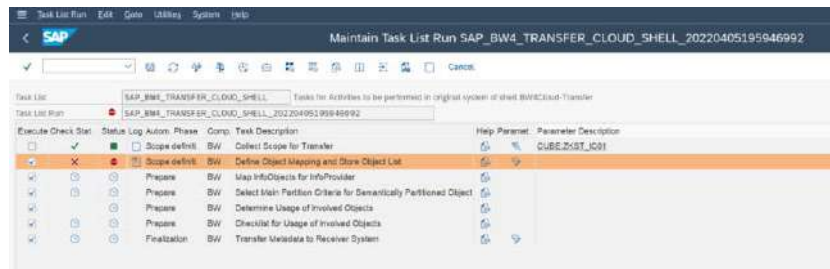 Task List Run Edit Goto Utilities System Help
SAP Maintain Task List Run SAP_BW4_TRANSFER_CLOUD_SHELL_20220405195946992
Cancel
Task List SAP_BW4_TRANSFER_CLOUD_SHELL Tasks for Activities to be performed in original system of shell BW4Cloud-Transfer
Task List Run SAP_BW4_TRANSFER_CLOUD_SHELL_20220405195946992
Execute Check Stat Status Log Autom. Phase Comp. Task Description Help Paramet Parameter Description
Scope definiti BW Collect Scope for Transfer CUBE:ZKST_IC01
Scope definiti BW Define Object Mapping and Store Object List
Prepare BW Map InfoObjects for InfoProvider
Prepare BW Select Main Partition Criteria for Semantically Partitioned Object
Prepare BW Determine Usage of Involved Objects
Prepare BW Checklist for Usage of Involved Objects
Finalization BW Transfer Metadata to Receiver System